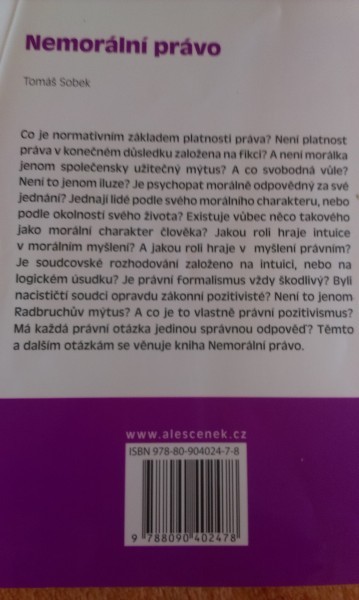 Nemorální právo
Tomáš Sobek
Co je normativním základem platnosti práva? Není platnost
práva v konečném důsledku založena na fikci? A není morálka
jenom společensky užitečný mýtus? A co svobodná vůle?
Není to jenom iluze? Je psychopat morálně odpovědný za své
jednání? Jednají lidé podle svého morálního charakteru, nebo
podle okolností svého života? Existuje vůbec něco takového
jako morální charakter člověka? Jakou roli hraje intuice
v morálním myšlení? A jakou roli hraje v myšlení právním?
Je soudcovské rozhodování založeno na intuici, nebo na
logickém úsudku? Je právní formalismus vždy škodlivý? Byli
nacističtí soudci opravdu zákonní pozitivisté? Není to jenom
Radbruchův mýtus? A co je to vlastně právní pozitivismus?
Má každá právní otázka jedinou správnou odpověď? Těmto
a dalším otázkám se věnuje kniha Nemorální právo.
www.alescenek.cz
ISBN 978-80-904024-7-8
9 788090 402478